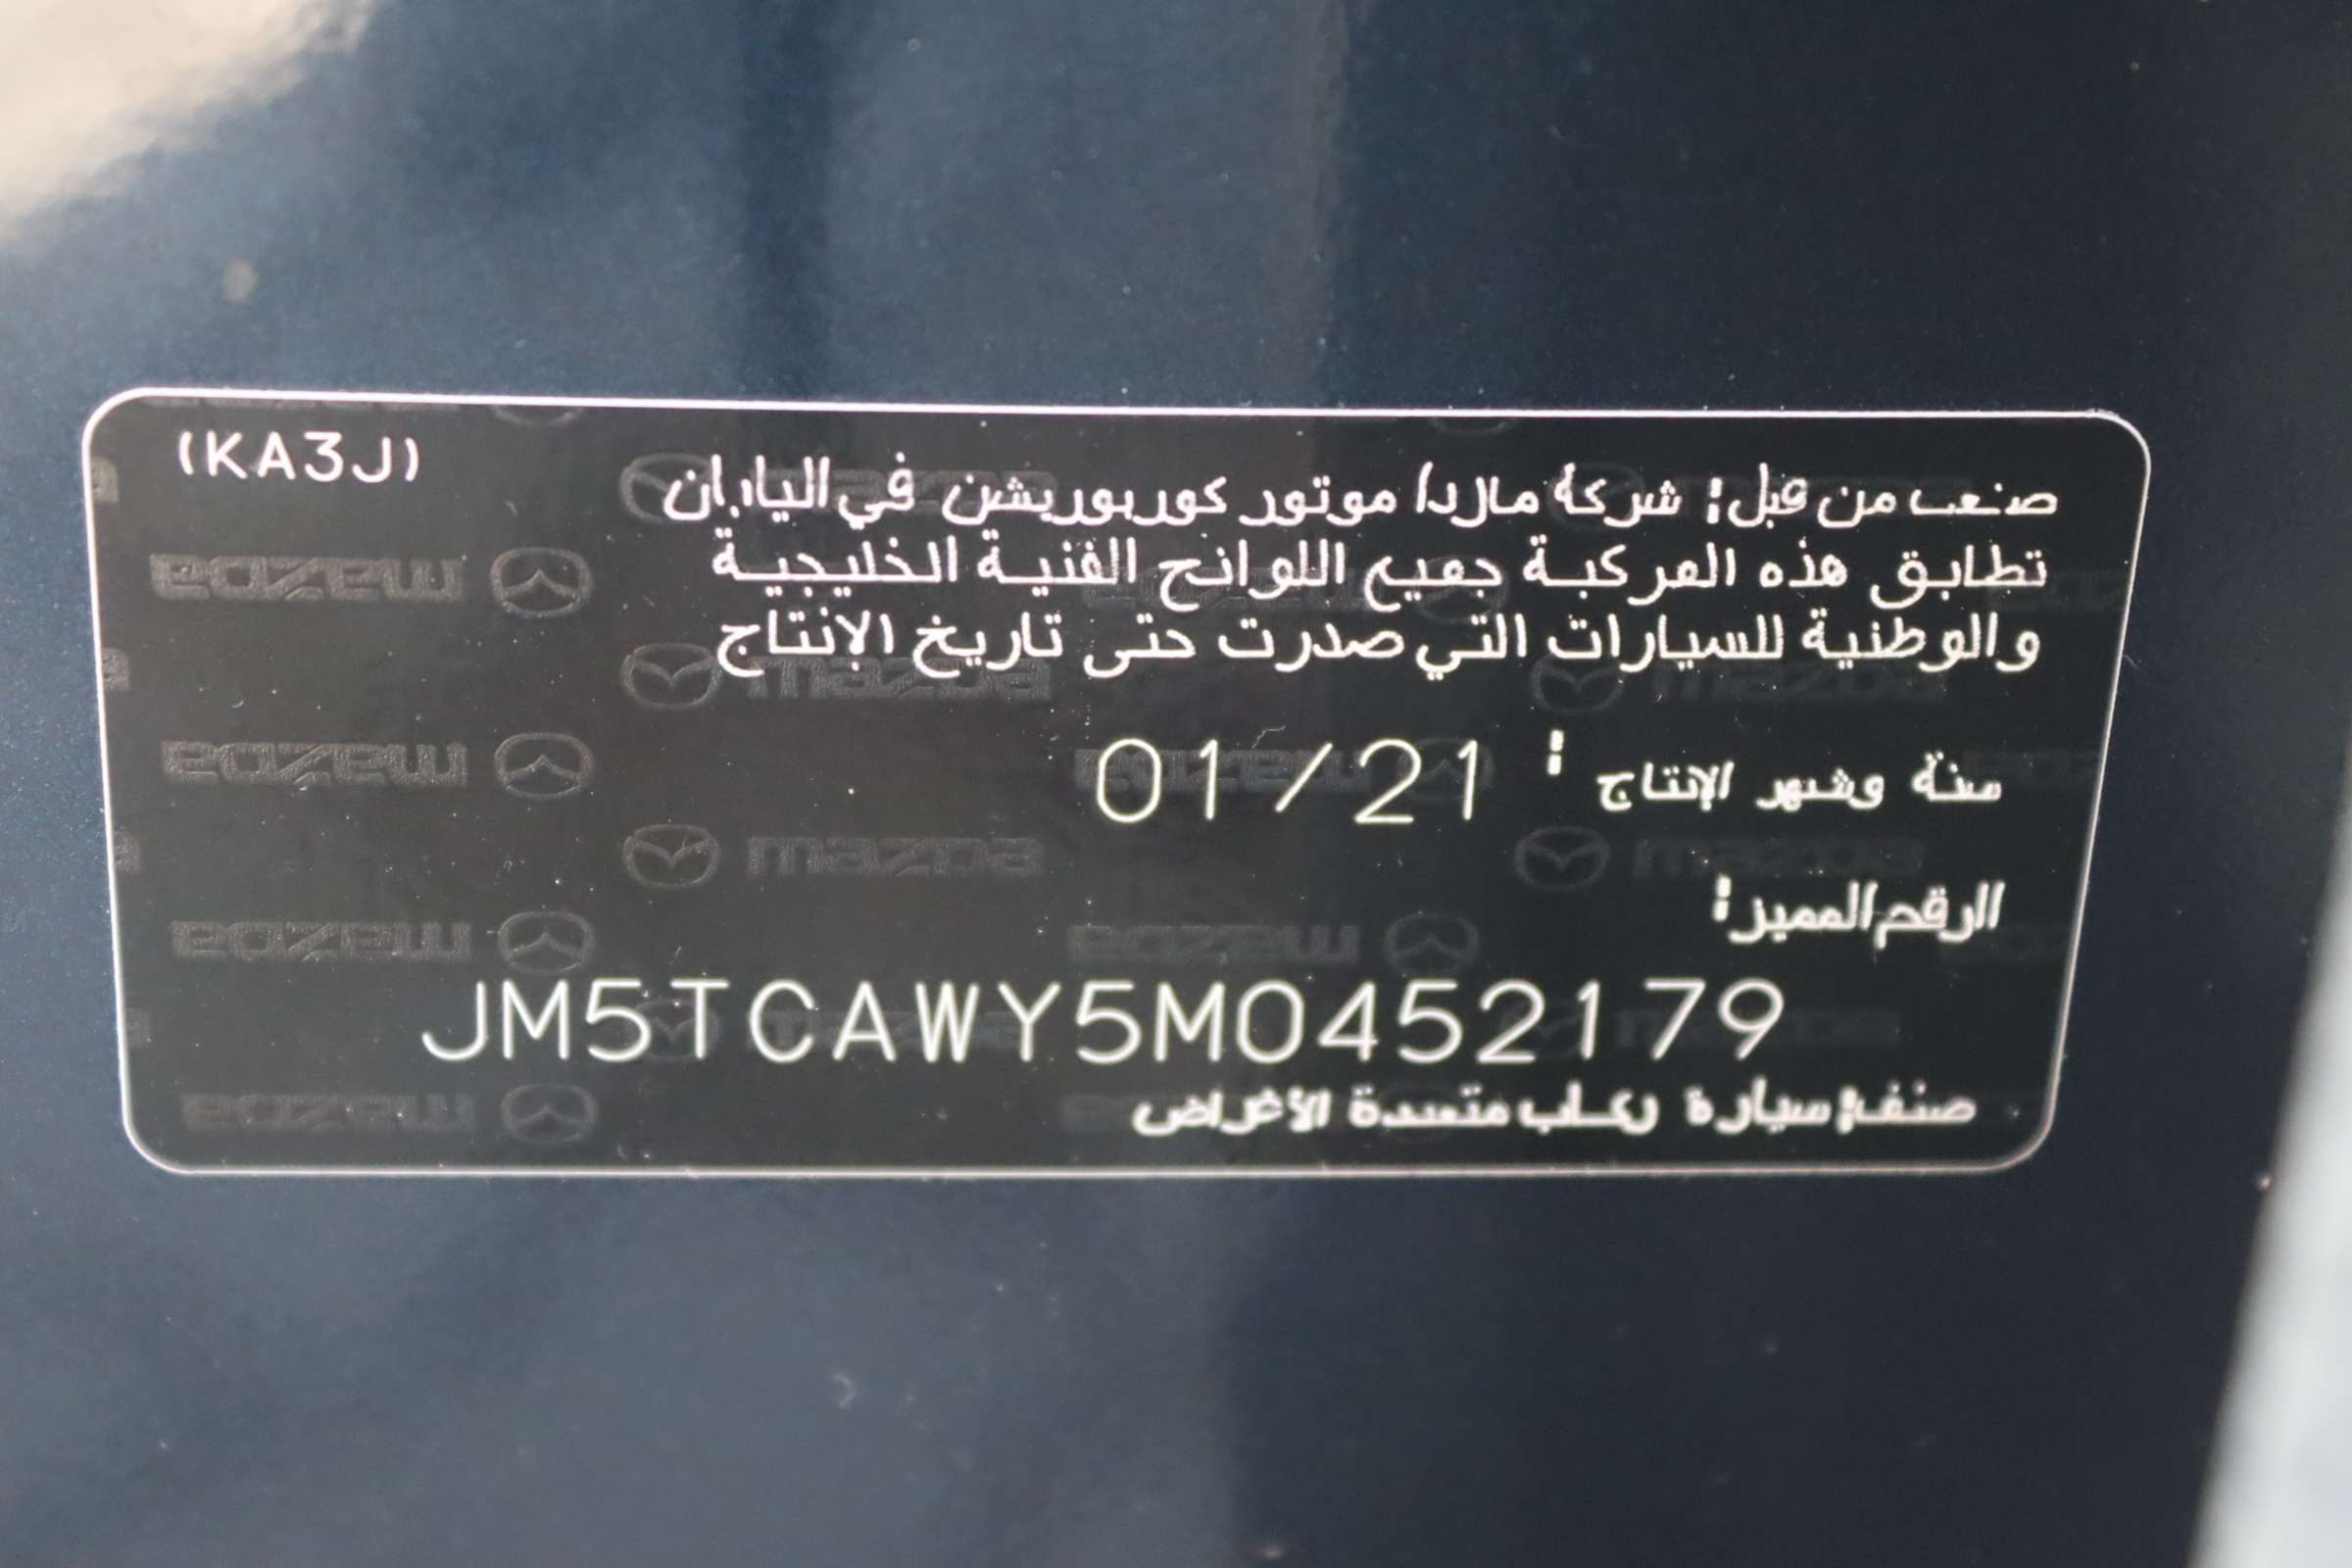 (KA3J)
صنعت من قبل: شركة مازدا موتور كوربوريشن في اليابان
تطابق هذه المركبة جميع اللوائح الفنية الخليجية
والوطنية للسيارات التي صدرت حتى تاريخ الإنتاج
سنة وشهر الإنتاج : 01/21
الرقم المميز:
JM5TCAWY5M0452179
صنف: سيارة ركاب متعددة الأغراض